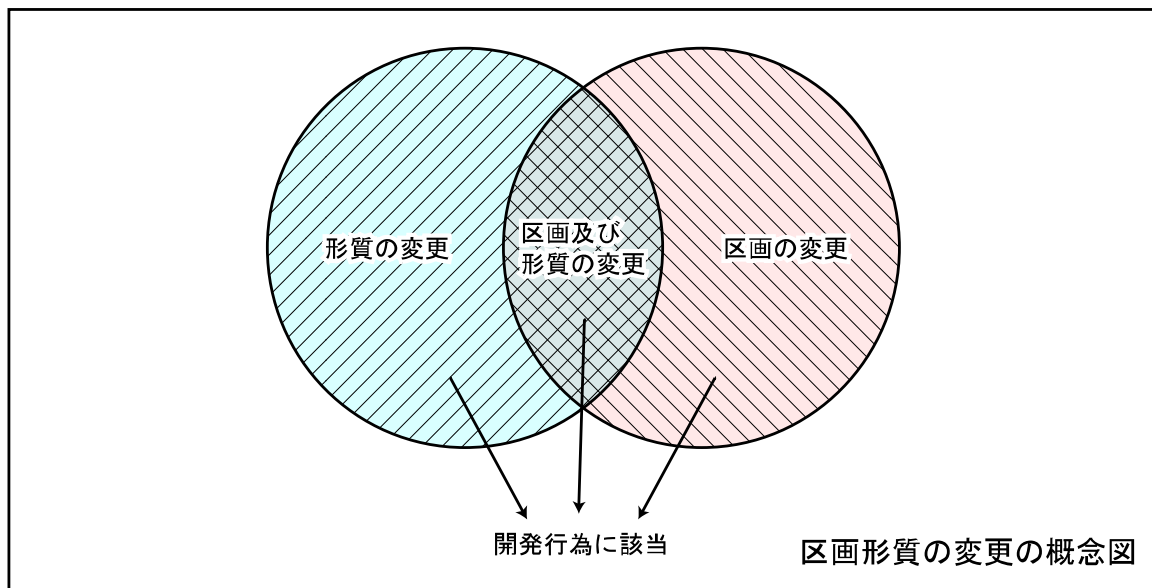 形質の変更
区画及び
形質の変更
区画の変更
開発行為に該当
区画形質の変更の概念図